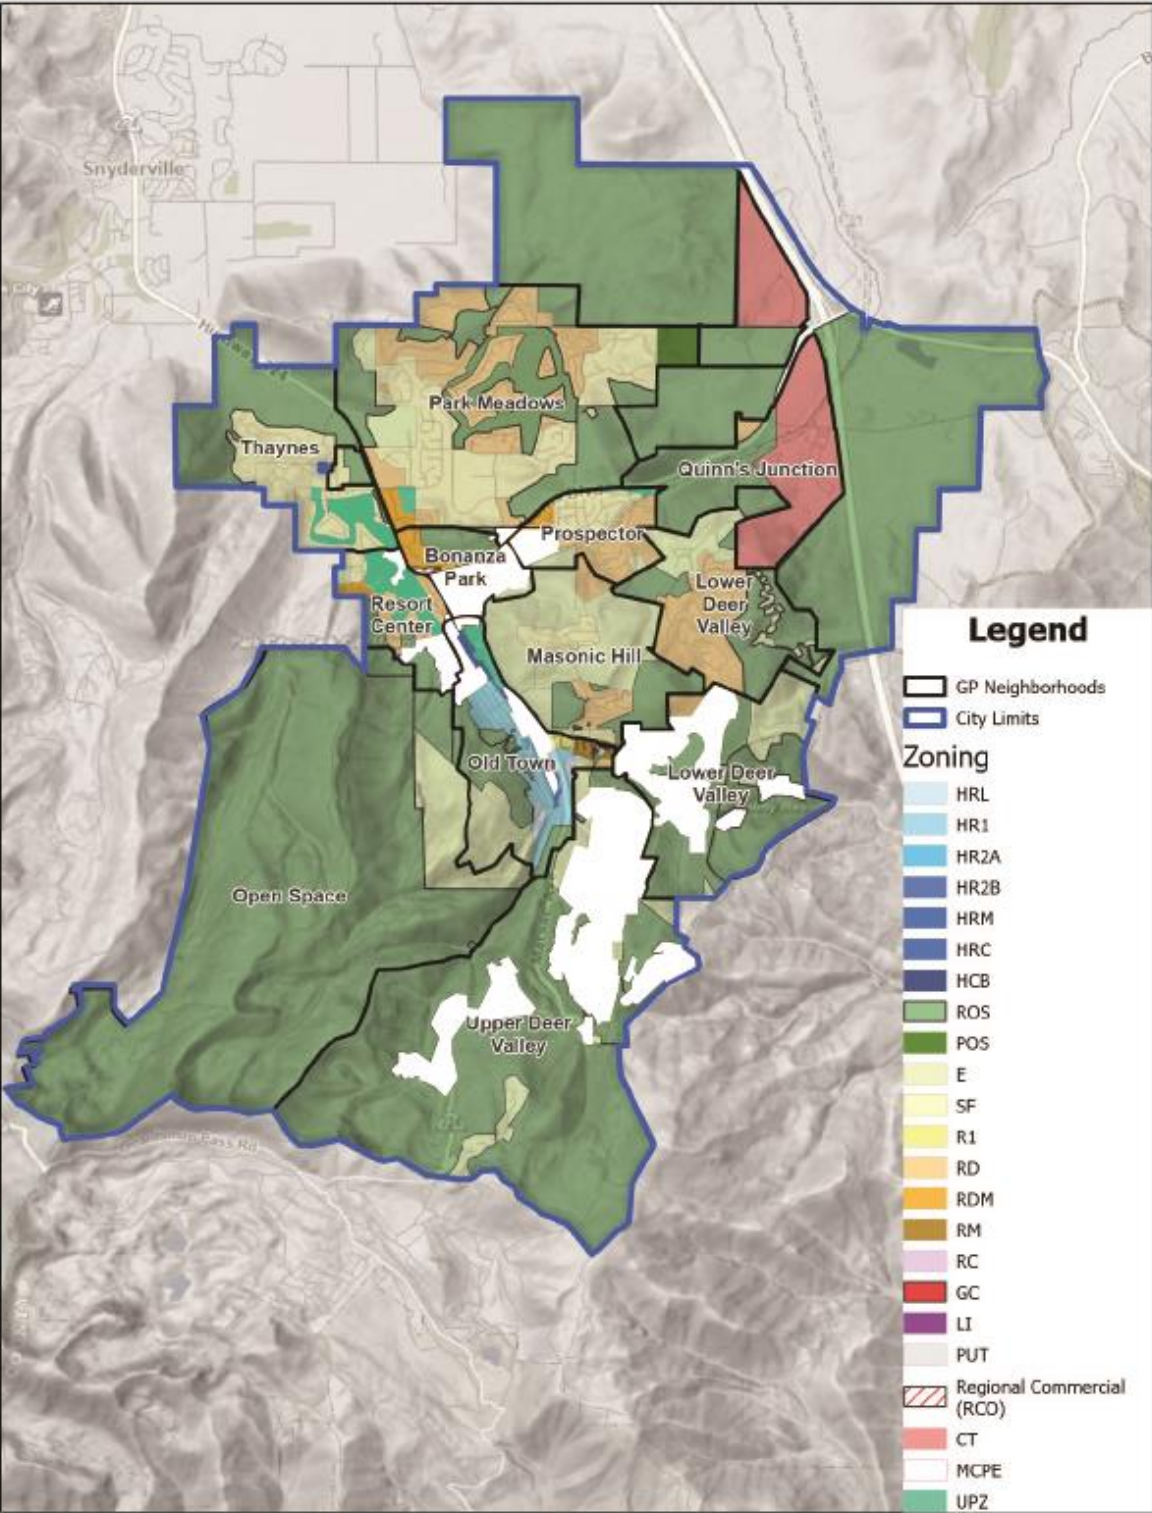 Snyderville
Park Meadows
Thaynes
Quinn's Junction
Prospector
Bonanza
Park
Lower
Deer
Valley
Resort
Center
Masonic Hill
Old Town
Lower Deer
Valley
Open Space
Upper Deer
Valley
Pass Rd
Legend
GP Neighborhoods
City Limits
Zoning
HRL
HR1
HR2A
HR2B
HRM
HRC
HCB
ROS
POS
E
SF
R1
RD
RDM
RM
RC
GC
LI
PUT
Regional Commercial
(RCO)
CT
MCPE
UPZ